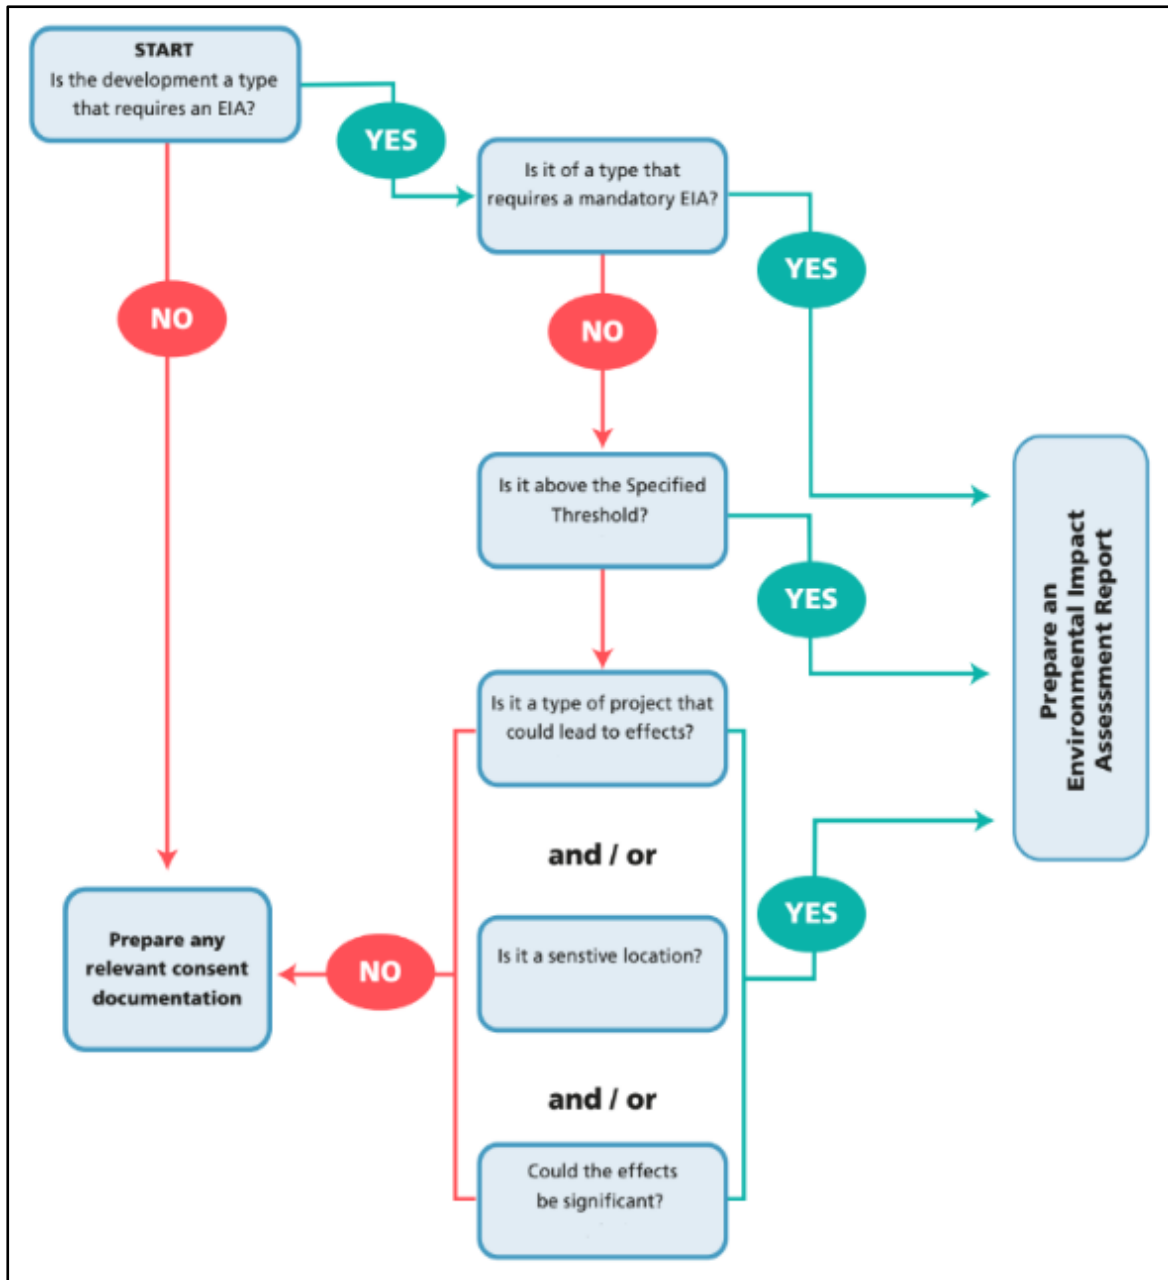 START
Is the development a type
that requires an EIA?
YES
Is it of a type that
requires a mandatory EIA?
YES
NO
NO
Is it above the Specified
Threshold?
YES
Prepare an
Environmental Impact
Assessment Report
Is it a type of project that
could lead to effects?
and / or
YES
Prepare any
relevant consent
documentation
NO
Is it a senstive location?
and / or
Could the effects
be significant?